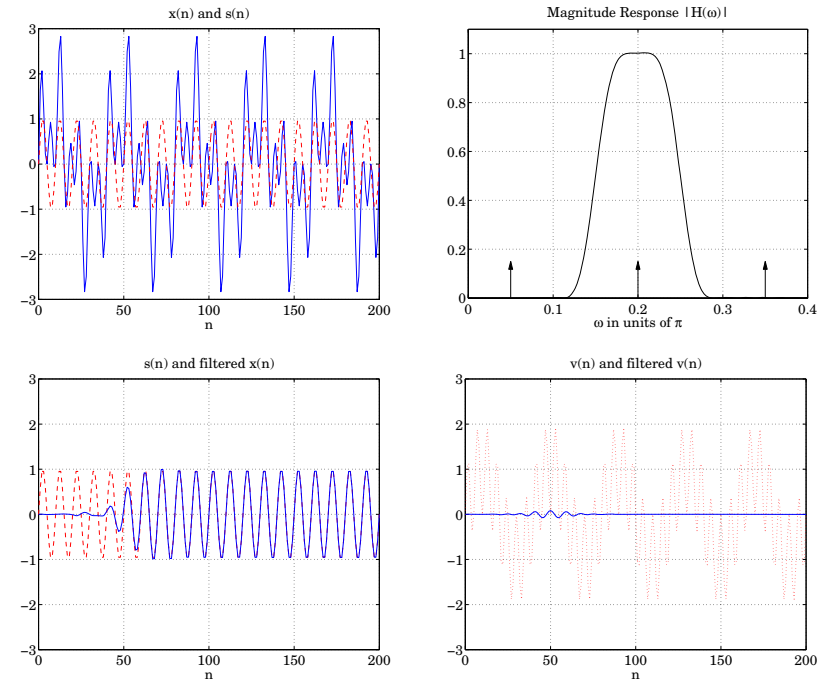 x(n) and s(n)
3
2
1
0
−1
−2
−3
0 50 100 150 200
n
Magnitude Response |H(ω)|
1
0.8
0.6
0.4
0.2
0
0 0.1 0.2 0.3 0.4
ω in units of π
s(n) and filtered x(n)
3
2
1
0
−1
−2
−3
0 50 100 150 200
n
v(n) and filtered v(n)
3
2
1
0
−1
−2
−3
0 50 100 150 200
n